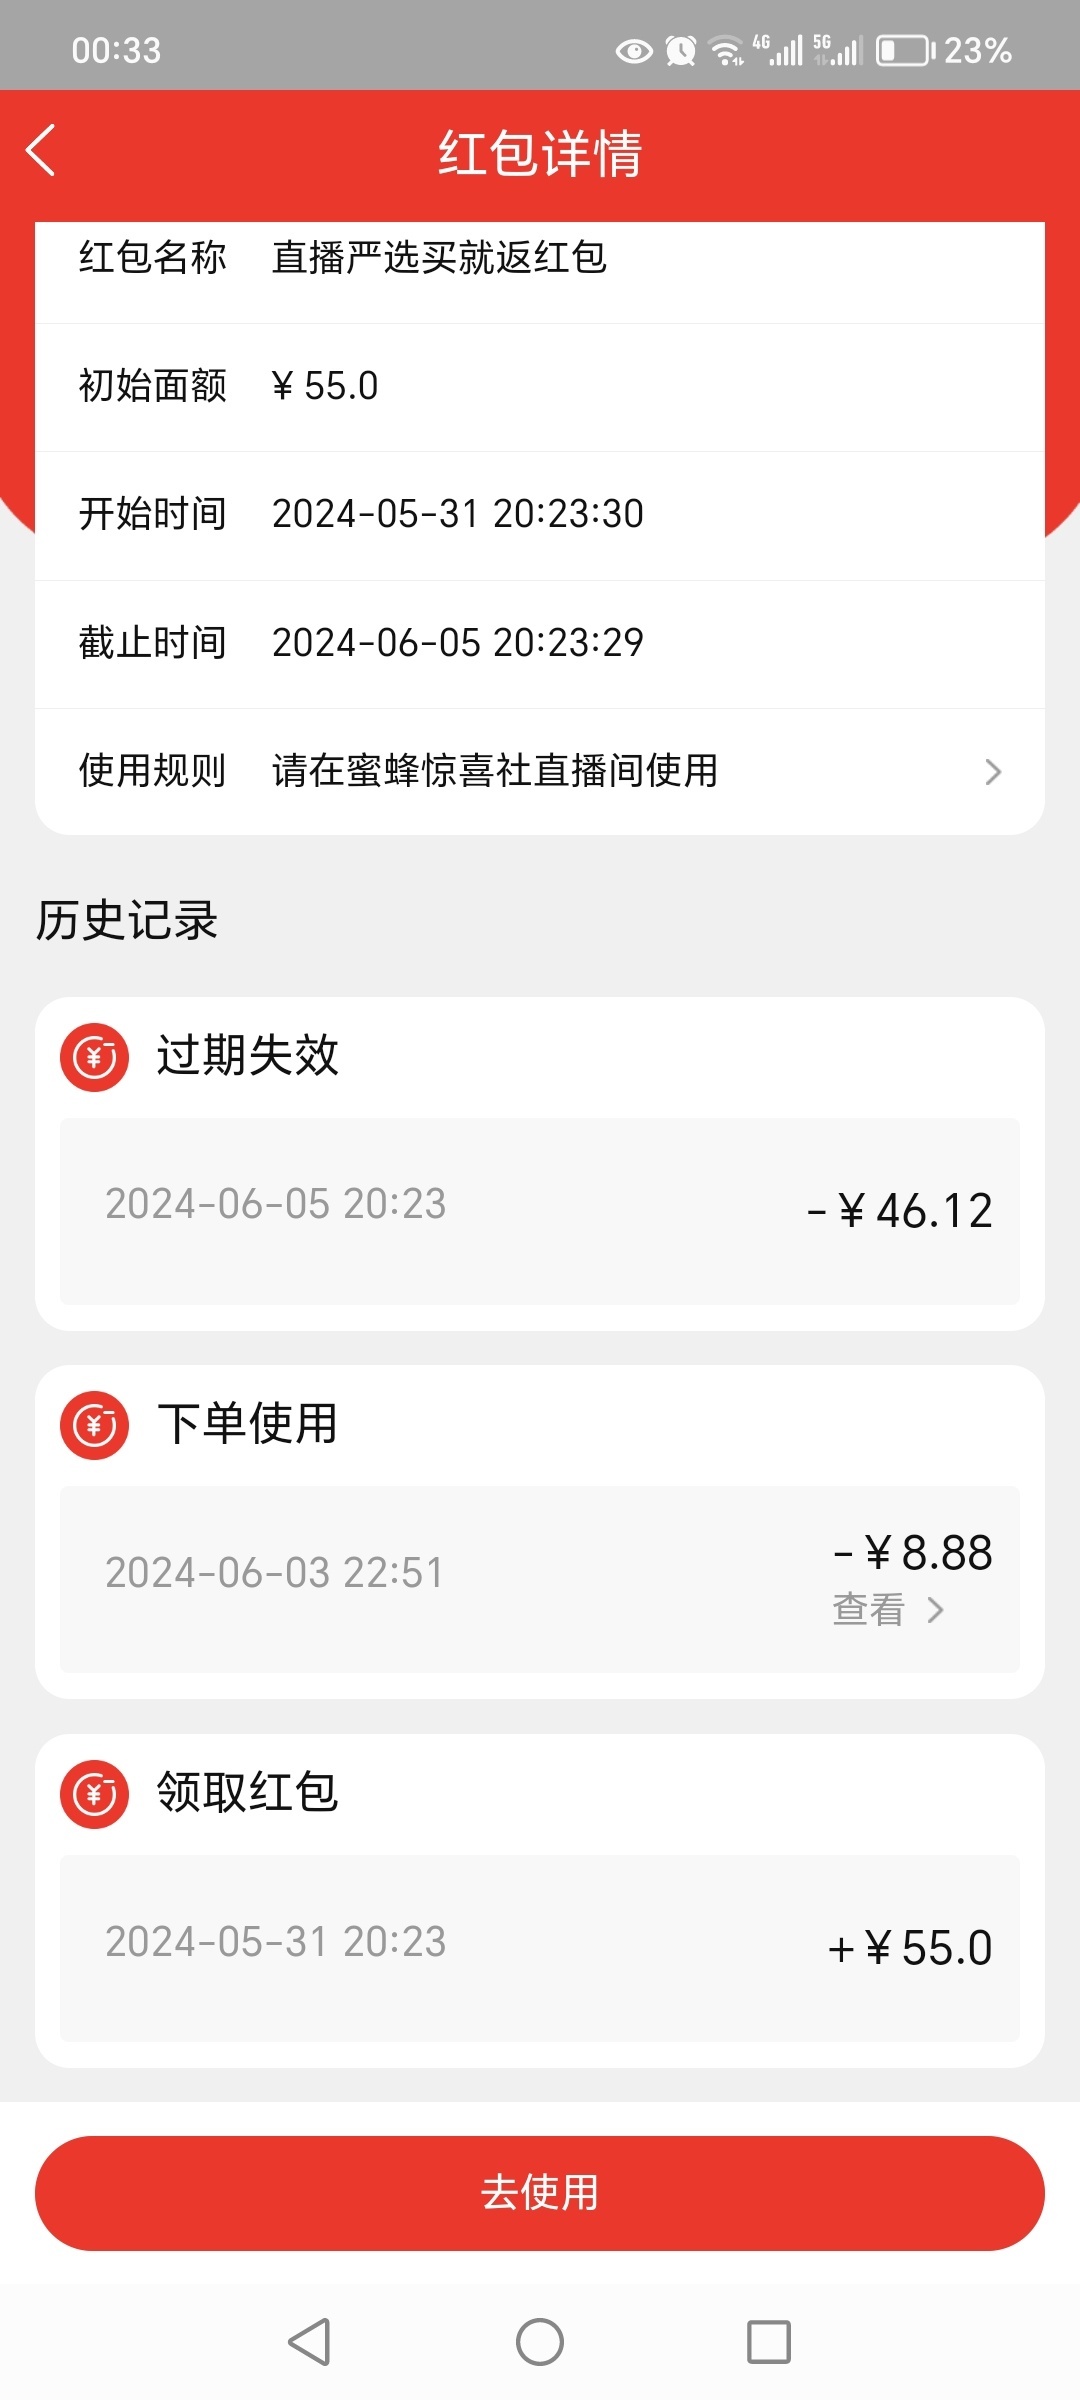 00:33
4G 5G 23%
红包详情
红包名称 直播严选买就返红包
初始面额 ¥ 55.0
开始时间 2024-05-31 20:23:30
截止时间 2024-06-05 20:23:29
使用规则 请在蜜蜂惊喜社直播间使用
历史记录
过期失效
2024-06-05 20:23 -¥46.12
下单使用
2024-06-03 22:51 -¥8.88
查看
领取红包
2024-05-31 20:23 +¥55.0
去使用